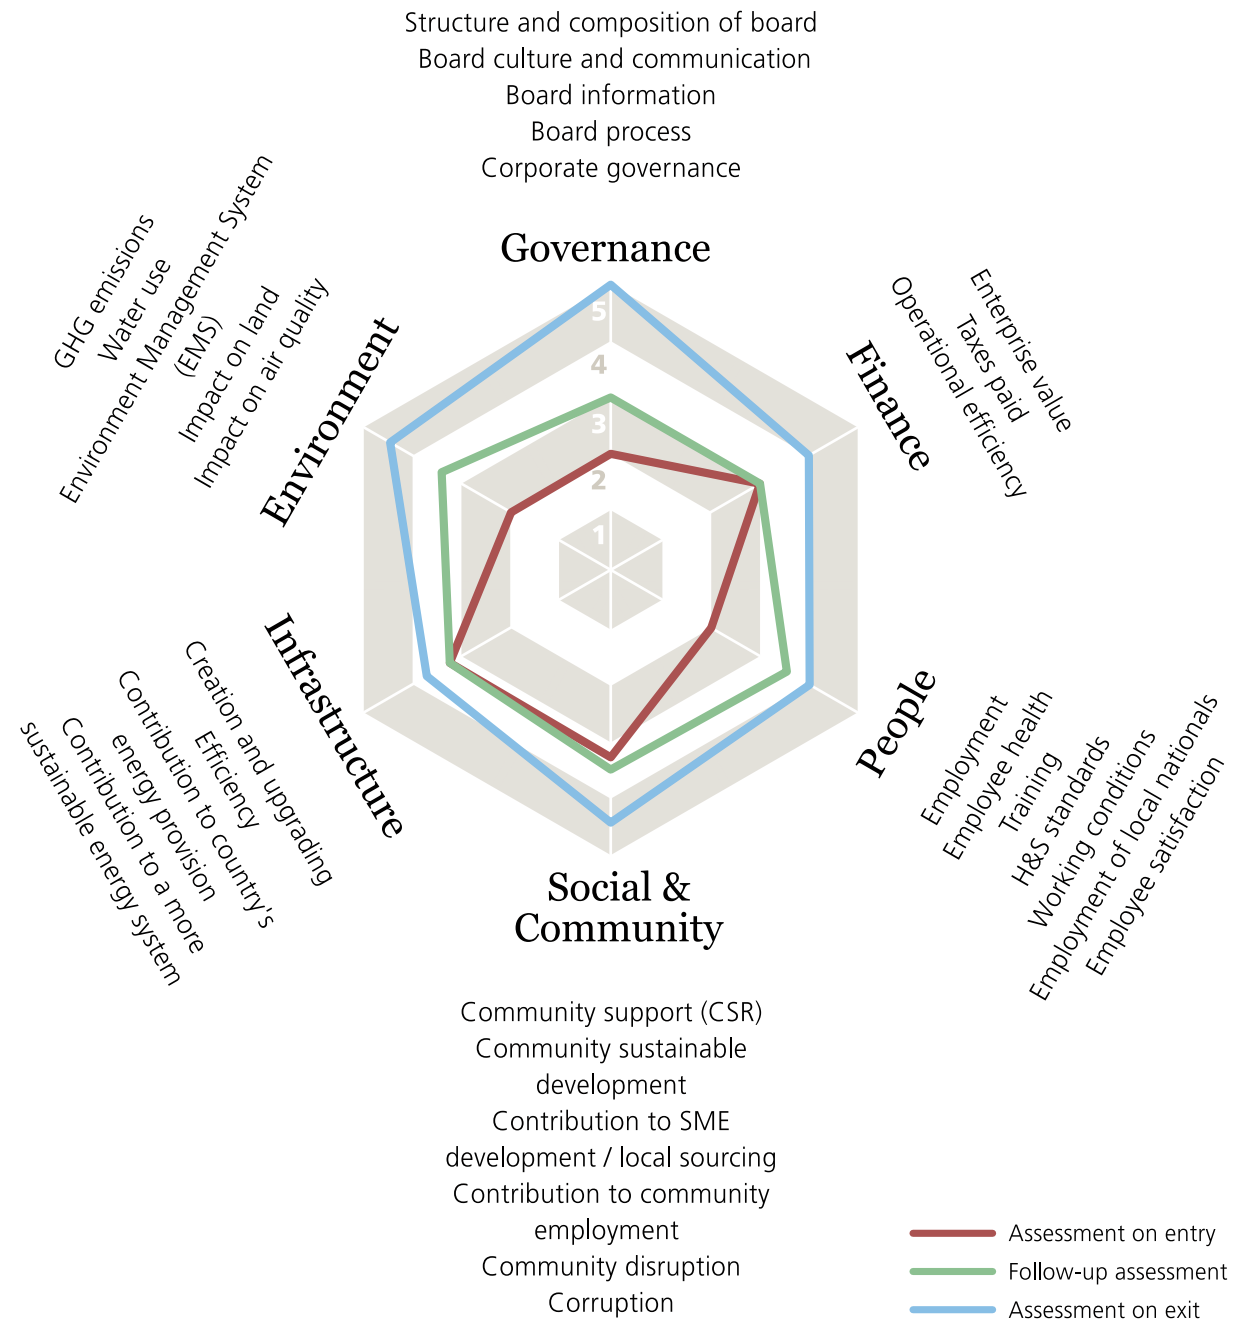 Structure and composition of board
Board culture and communication
Board information
Board process
Corporate governance
Governance
5
4
3
2
1
Finance
Enterprise value
Taxes paid
Operational efficiency
People
Employment
Employee health
Training
H&S standards
Working conditions
Employment of local nationals
Employee satisfaction
Social &
Community
Community support (CSR)
Community sustainable
development
Contribution to SME
development / local sourcing
Contribution to community
employment
Community disruption
Corruption
Infrastructure
Creation and upgrading
Efficiency
Contribution to country's
energy provision
Contribution to a more
sustainable energy system
Environment
GHG emissions
Water use
Environment Management System
(EMS)
Impact on land
Impact on air quality
Assessment on entry
Follow-up assessment
Assessment on exit